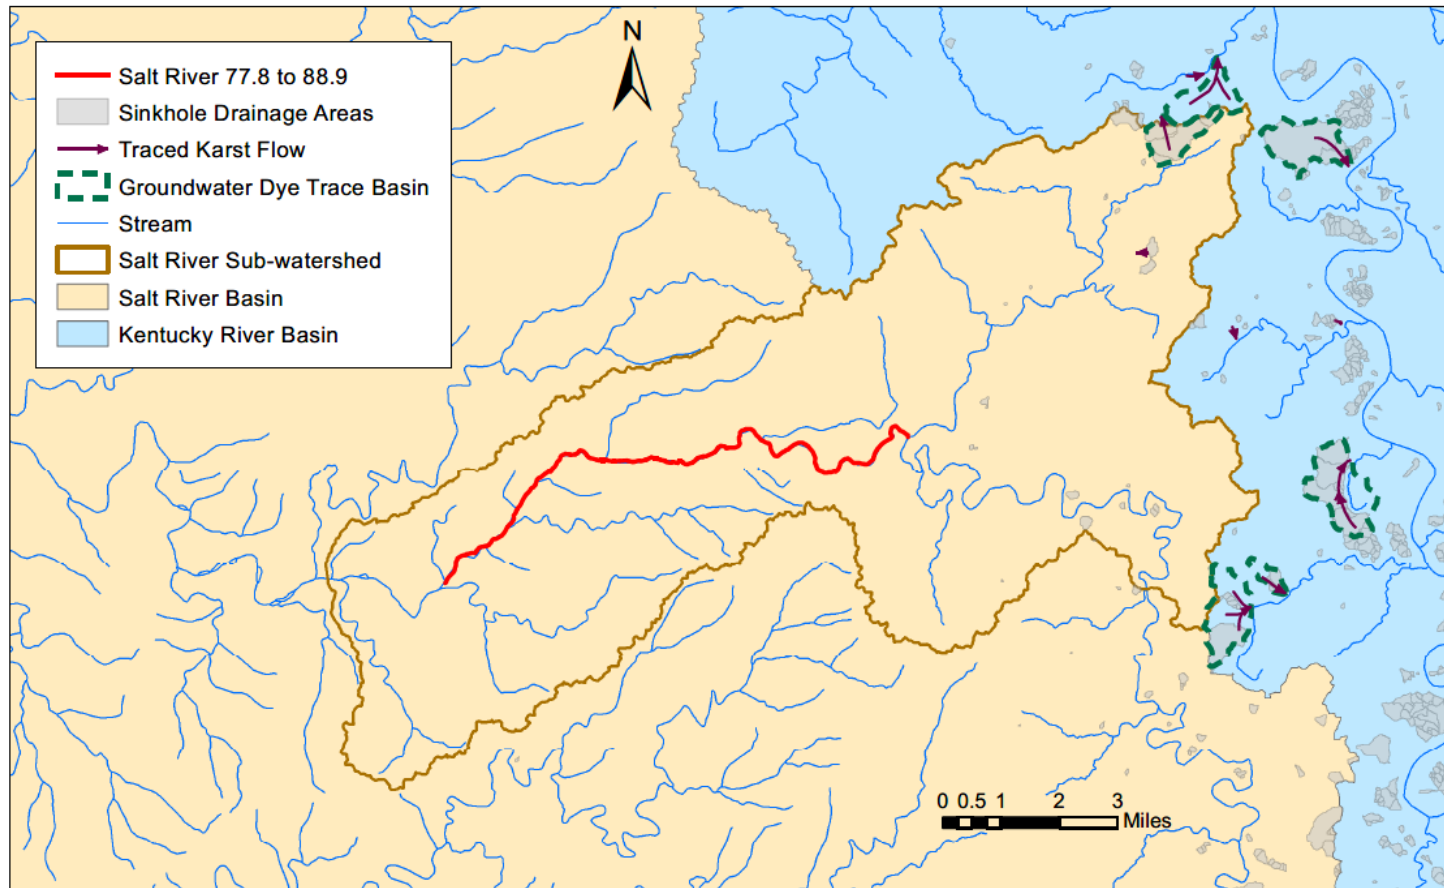 N
Salt River 77.8 to 88.9
Sinkhole Drainage Areas
Traced Karst Flow
Groundwater Dye Trace Basin
Stream
Salt River Sub-watershed
Salt River Basin
Kentucky River Basin
0 0.5 1 2 3
Miles